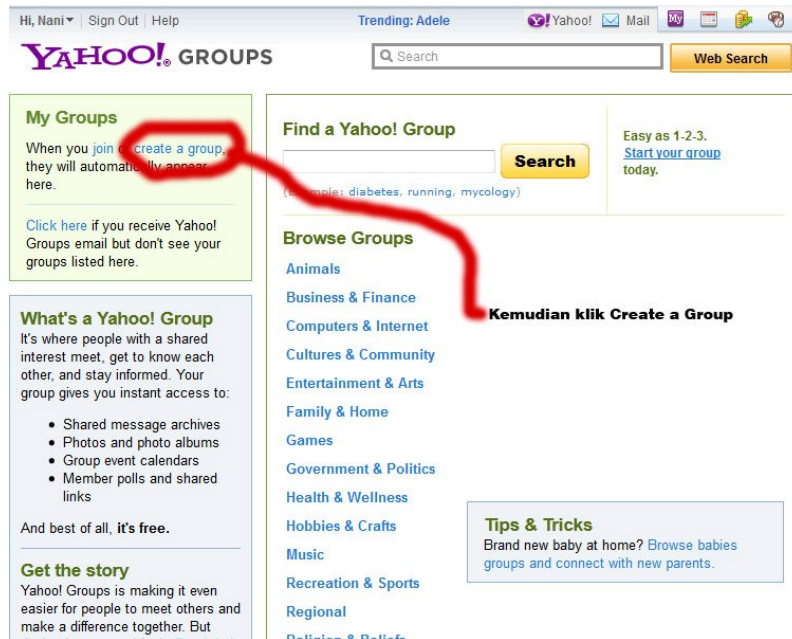 Hi, Nani Sign Out Help
Trending: Adele
Yahoo! Mail My
YAHOO! GROUPS
Search
Web Search
My Groups
When you join or create a group,
they will automatically appear
here.
Click here if you receive Yahoo!
Groups email but don't see your
groups listed here.
What's a Yahoo! Group
It's where people with a shared
interest meet, get to know each
other, and stay informed. Your
group gives you instant access to:
• Shared message archives
• Photos and photo albums
• Group event calendars
• Member polls and shared
links
And best of all, it's free.
Get the story
Yahoo! Groups is making it even
easier for people to meet others and
make a difference together. But
Find a Yahoo! Group
Search
(Example: diabetes, running, mycology)
Easy as 1-2-3.
Start your group
today.
Browse Groups
Animals
Business & Finance
Computers & Internet
Cultures & Community
Entertainment & Arts
Family & Home
Games
Government & Politics
Health & Wellness
Hobbies & Crafts
Music
Recreation & Sports
Regional
Religion & Beliefs
Kemudian klik Create a Group
Tips & Tricks
Brand new baby at home? Browse babies
groups and connect with new parents.